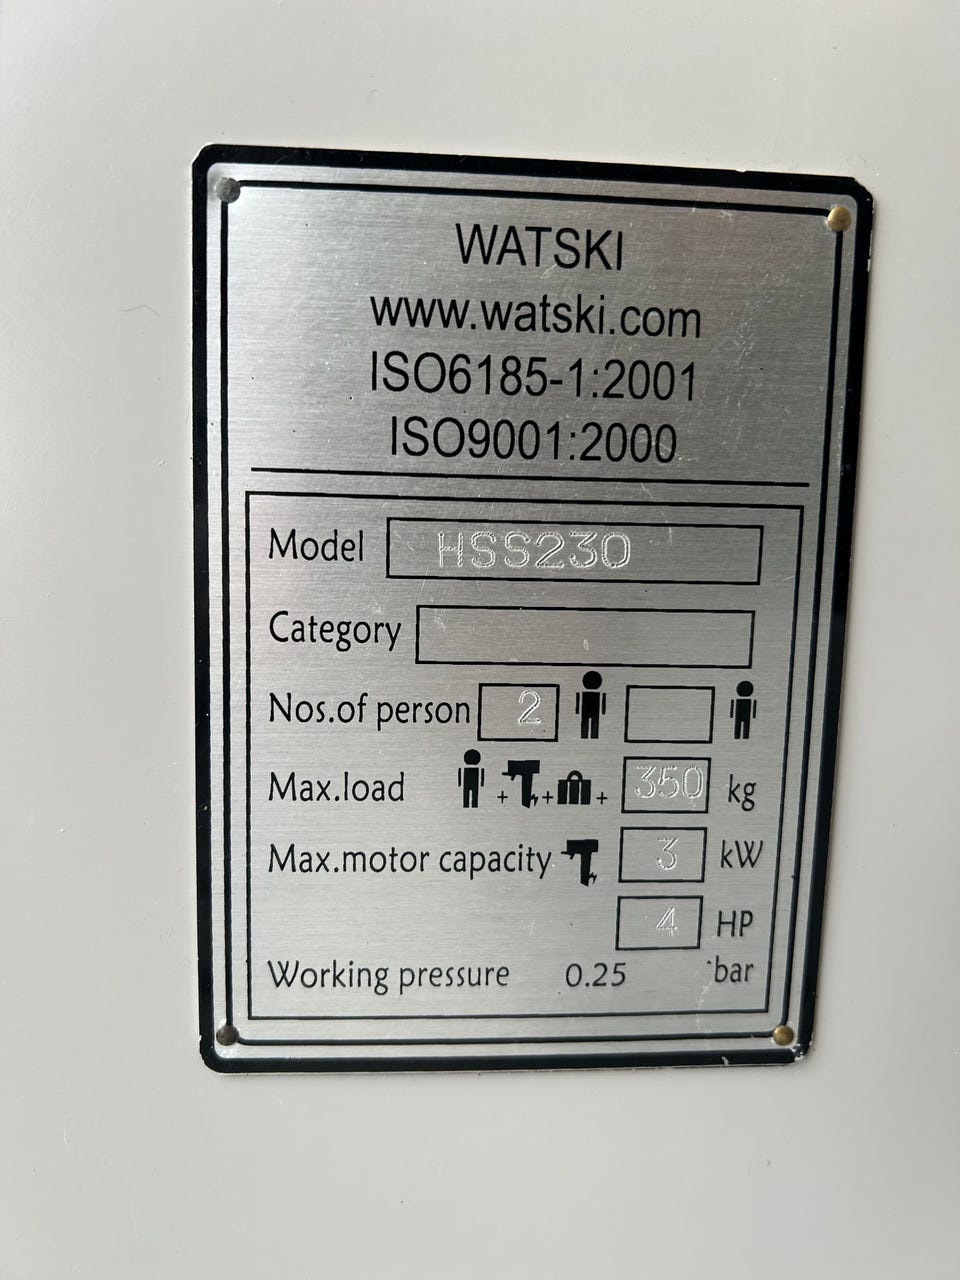 WATSKI
www.watski.com
ISO6185-1:2001
ISO9001:2000
Model HSS230
Category
Nos.of person 2
Max.load + + + 350 kg
Max.motor capacity 3 kW
4 HP
Working pressure 0.25 bar